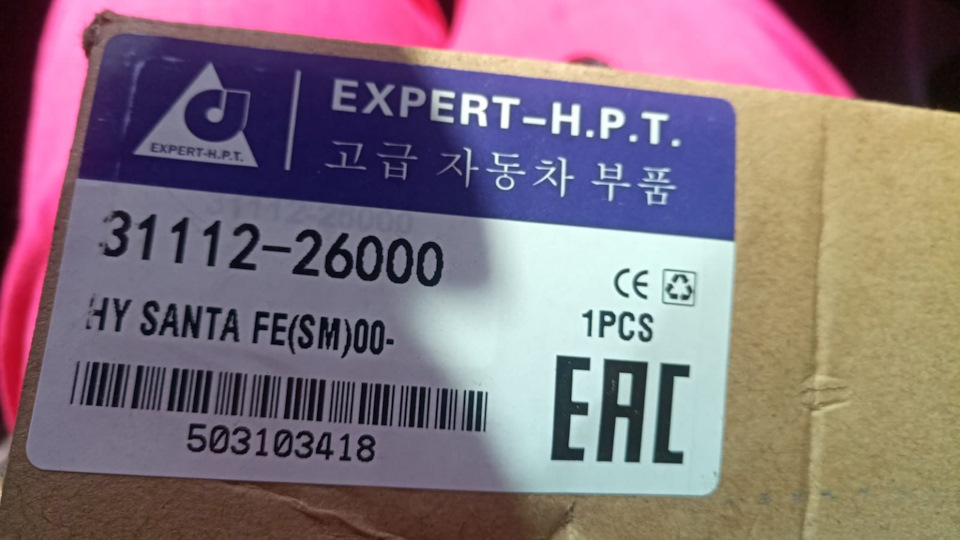 EXPERT-H.P.T.
EXPERT-H.P.T.
고급 자동차 부품
31112-26000
HY SANTA FE(SM)00-
CE
1PCS
503103418
EAC